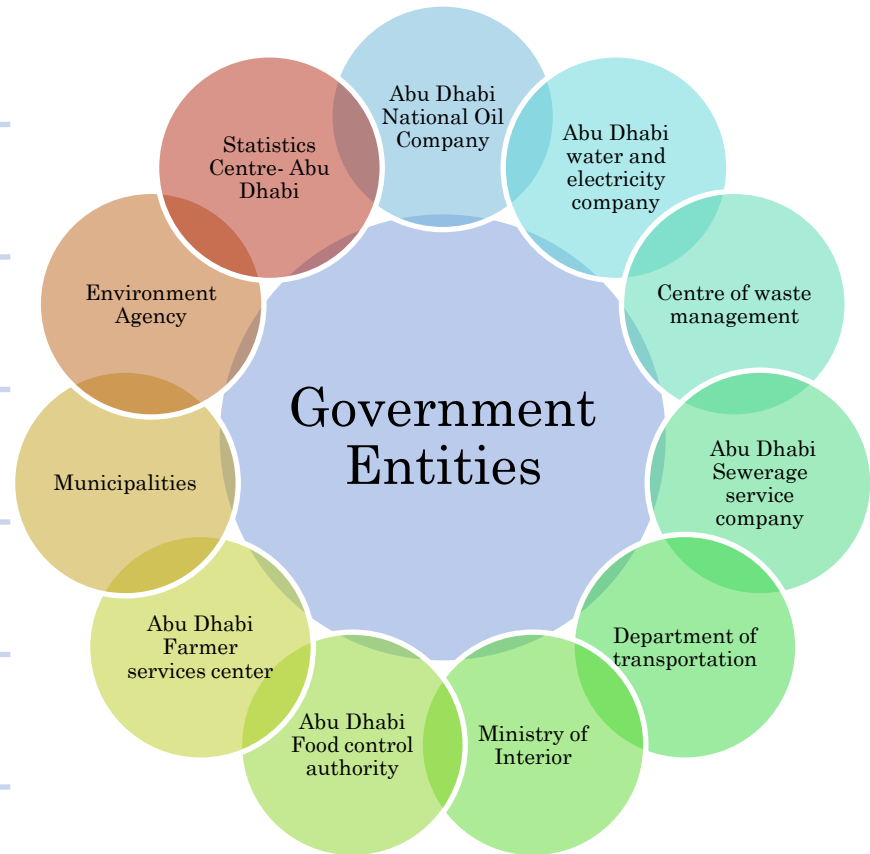 Abu Dhabi
National Oil
Company
Abu Dhabi
water and
electricity
company
Centre of waste
management
Abu Dhabi
Sewerage
service
company
Department of
transportation
Ministry of
Interior
Abu Dhabi
Food control
authority
Abu Dhabi
Farmer
services center
Municipalities
Environment
Agency
Statistics
Centre- Abu
Dhabi
Government
Entities